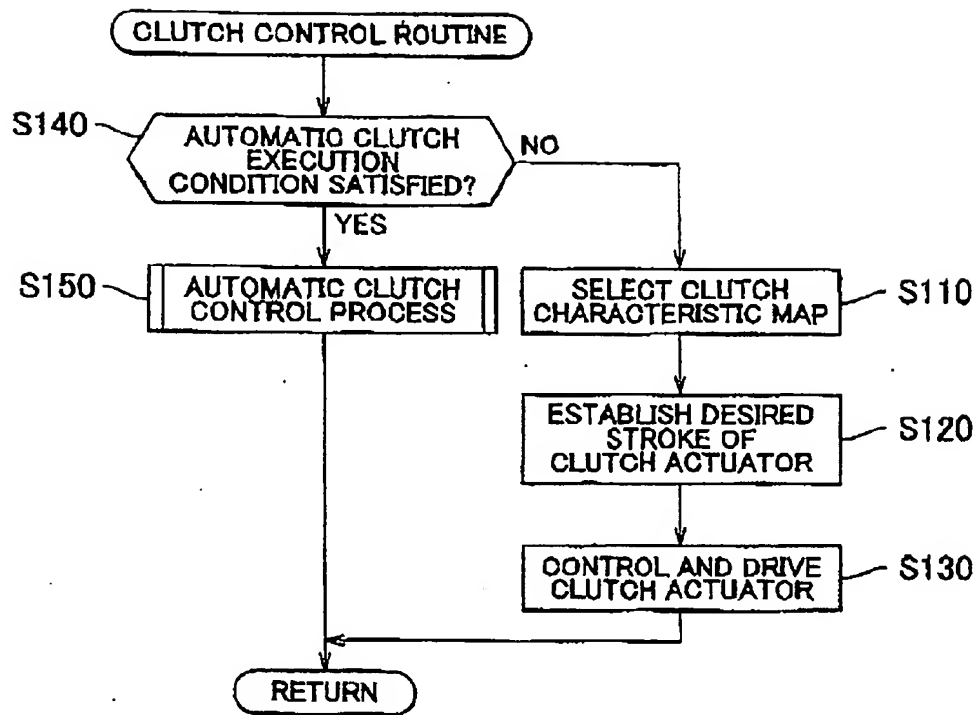 CLUTCH CONTROL ROUTINE
S140
AUTOMATIC CLUTCH
EXECUTION
CONDITION SATISFIED?
NO
YES
S150
AUTOMATIC CLUTCH
CONTROL PROCESS
SELECT CLUTCH
CHARACTERISTIC MAP
S110
ESTABLISH DESIRED
STROKE OF
CLUTCH ACTUATOR
S120
CONTROL AND DRIVE
CLUTCH ACTUATOR
S130
RETURN